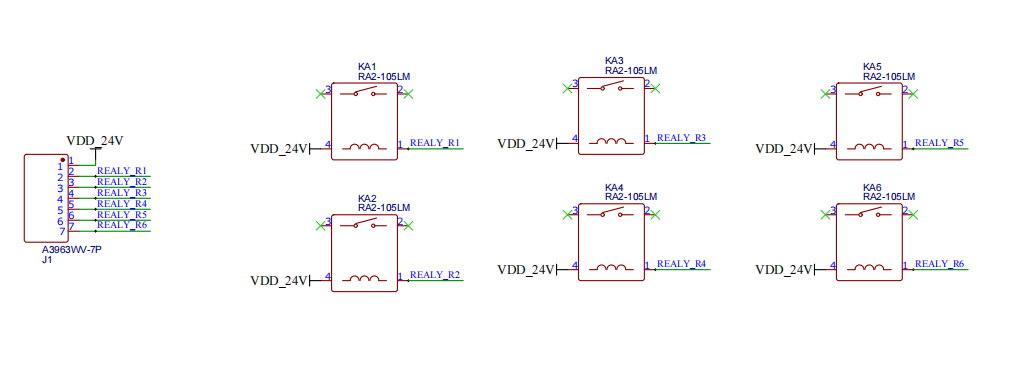 VDD_24V
1
1
2
REALY_R1
2
3
REALY_R2
3
4
REALY_R3
4
5
REALY_R4
5
6
REALY_R5
6
7
REALY_R6
7
A3963WV-7P
J1
KA1
RA2-105LM
3
2
VDD_24V
4
1
REALY_R1
KA2
RA2-105LM
3
2
VDD_24V
4
1
REALY_R2
KA3
RA2-105LM
3
2
VDD_24V
4
1
REALY_R3
KA4
RA2-105LM
3
2
VDD_24V
4
1
REALY_R4
KA5
RA2-105LM
3
2
VDD_24V
4
1
REALY_R5
KA6
RA2-105LM
3
2
VDD_24V
4
1
REALY_R6